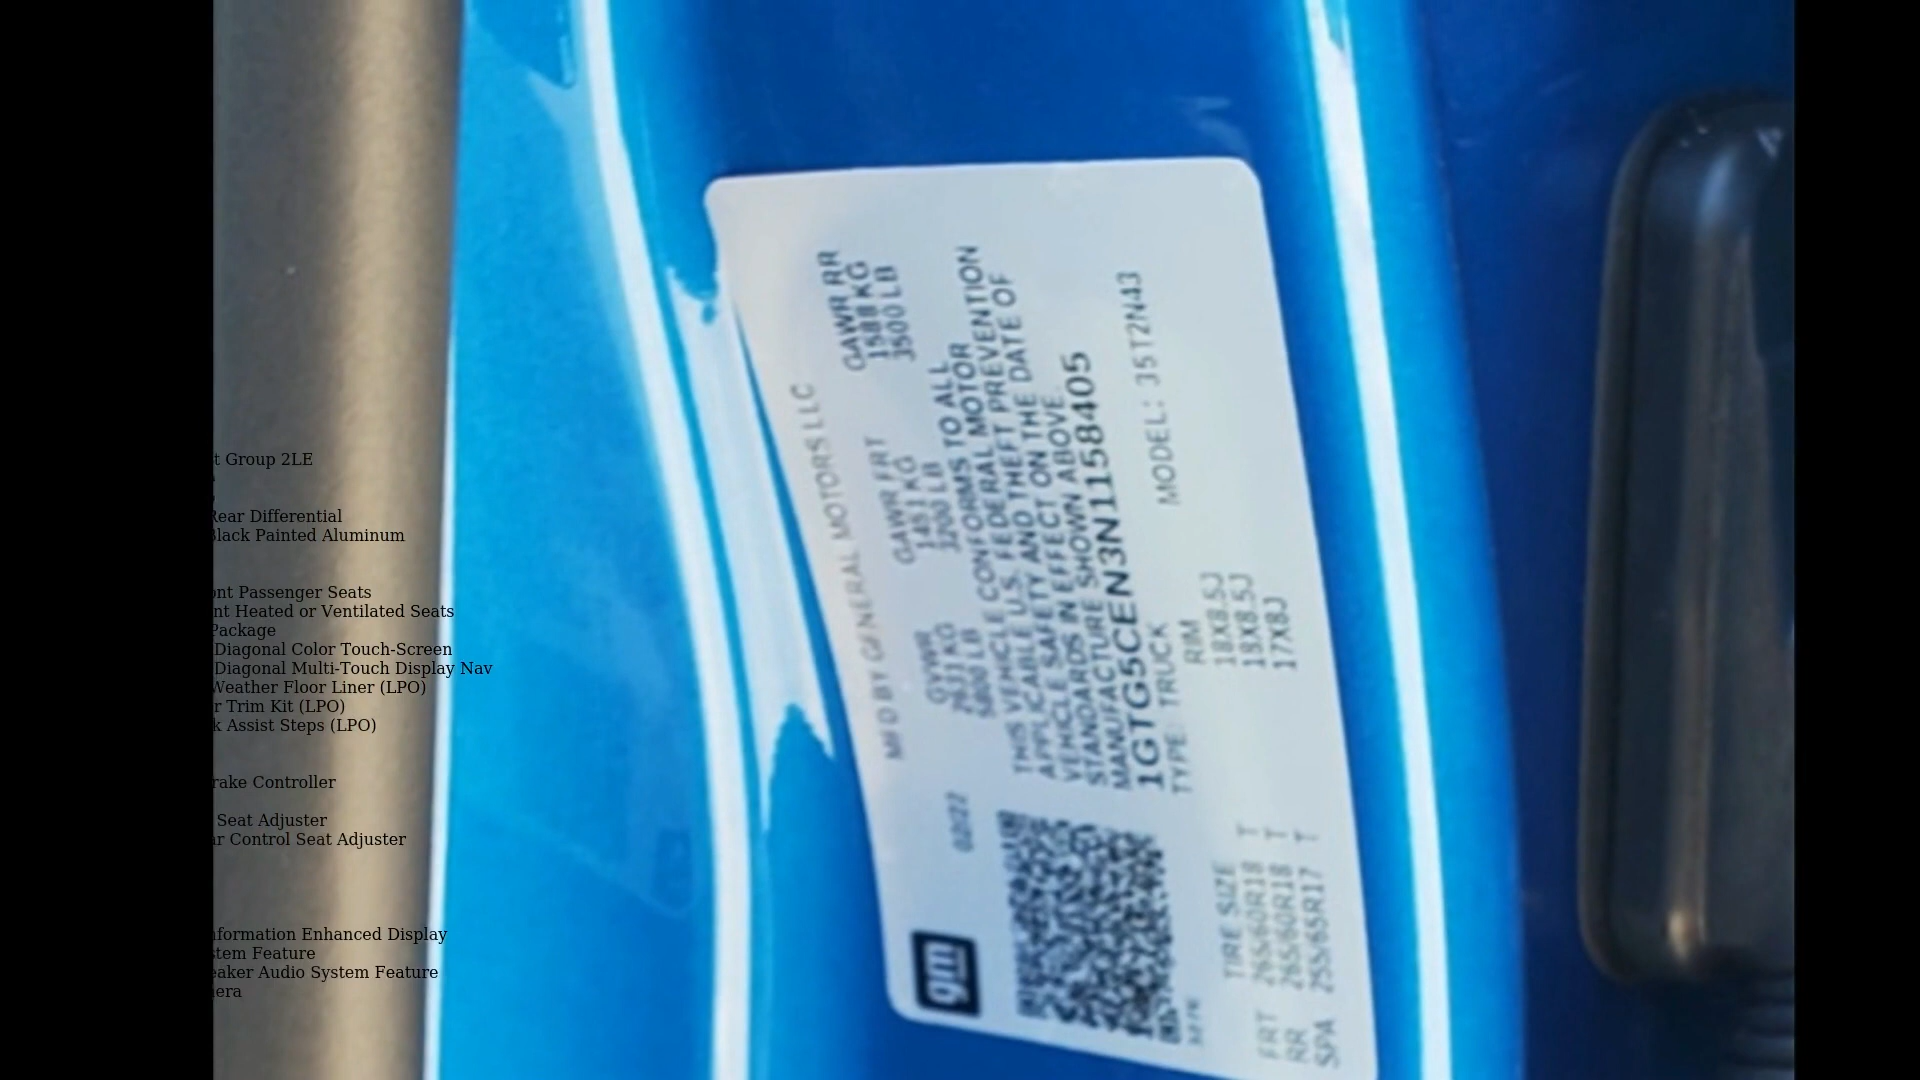 t Group 2LE
Rear Differential
Black Painted Aluminum
ont Passenger Seats
nt Heated or Ventilated Seats
Package
Diagonal Color Touch-Screen
Diagonal Multi-Touch Display Nav
Weather Floor Liner (LPO)
r Trim Kit (LPO)
k Assist Steps (LPO)
rake Controller
Seat Adjuster
ar Control Seat Adjuster
nformation Enhanced Display
stem Feature
eaker Audio System Feature
nera
gm
MFD BY GENERAL MOTORS LLC
02/22
GVWR GAWR FRT GAWR RR
2631 KG 1451 KG 1588 KG
5800 LB 3200 LB 3500 LB
THIS VEHICLE CONFORMS TO ALL
APPLICABLE U.S. FEDERAL MOTOR
VEHICLE SAFETY AND THEFT PREVENTION
STANDARDS IN EFFECT ON THE DATE OF
MANUFACTURE SHOWN ABOVE.
1GTG5CEN3N1158405
TYPE: TRUCK MODEL: 35T2N43
TIRE SIZE RIM
FRT 265/60R18 T 18X8.5J
RR 265/60R18 T 18X8.5J
SPA 255/65R17 T 17X8J